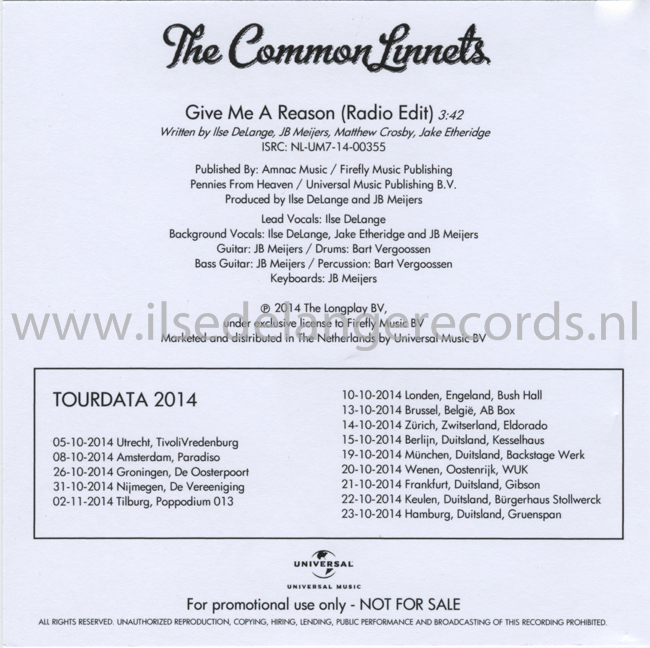 The Common Linnets
Give Me A Reason (Radio Edit) 3:42
Written by Ilse DeLange, JB Meijers, Matthew Crosby, Jake Etheridge
ISRC: NL-UM7-14-00355
Published By: Amnac Music / Firefly Music Publishing
Pennies From Heaven / Universal Music Publishing B.V.
Produced by Ilse DeLange and JB Meijers
Lead Vocals: Ilse DeLange
Background Vocals: Ilse DeLange, Jake Etheridge and JB Meijers
Guitar: JB Meijers / Drums: Bart Vergoossen
Bass Guitar: JB Meijers / Percussion: Bart Vergoossen
Keyboards: JB Meijers
℗ 2014 The Longplay BV,
under exclusive license to Firefly Music BV
Marketed and distributed in The Netherlands by Universal Music BV
www.ilsedelangerecords.nl
TOURDATA 2014
05-10-2014 Utrecht, TivoliVredenburg
08-10-2014 Amsterdam, Paradiso
26-10-2014 Groningen, De Oosterpoort
31-10-2014 Nijmegen, De Vereeniging
02-11-2014 Tilburg, Poppodium 013
10-10-2014 Londen, Engeland, Bush Hall
13-10-2014 Brussel, België, AB Box
14-10-2014 Zürich, Zwitserland, Eldorado
15-10-2014 Berlijn, Duitsland, Kesselhaus
19-10-2014 München, Duitsland, Backstage Werk
20-10-2014 Wenen, Oostenrijk, WUK
21-10-2014 Frankfurt, Duitsland, Gibson
22-10-2014 Keulen, Duitsland, Bürgerhaus Stollwerck
23-10-2014 Hamburg, Duitsland, Gruenspan
UNIVERSAL
UNIVERSAL MUSIC
For promotional use only - NOT FOR SALE
ALL RIGHTS RESERVED. UNAUTHORIZED REPRODUCTION, COPYING, HIRING, LENDING, PUBLIC PERFORMANCE AND BROADCASTING OF THIS RECORDING PROHIBITED.